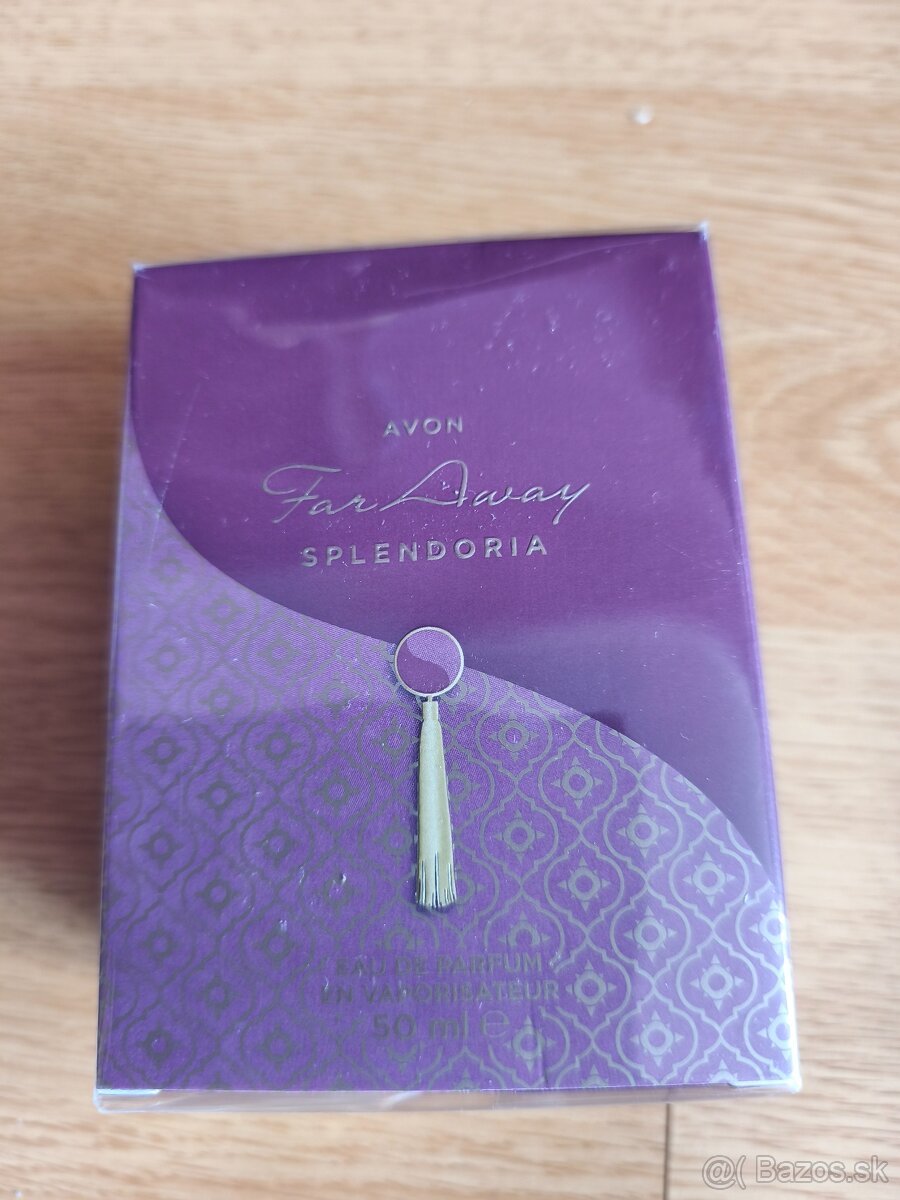 AVON
Far Away
SPLENDORIA
EAU DE PARFUM
EN VAPORISATEUR
50 ml ℮
@( Bazos.sk